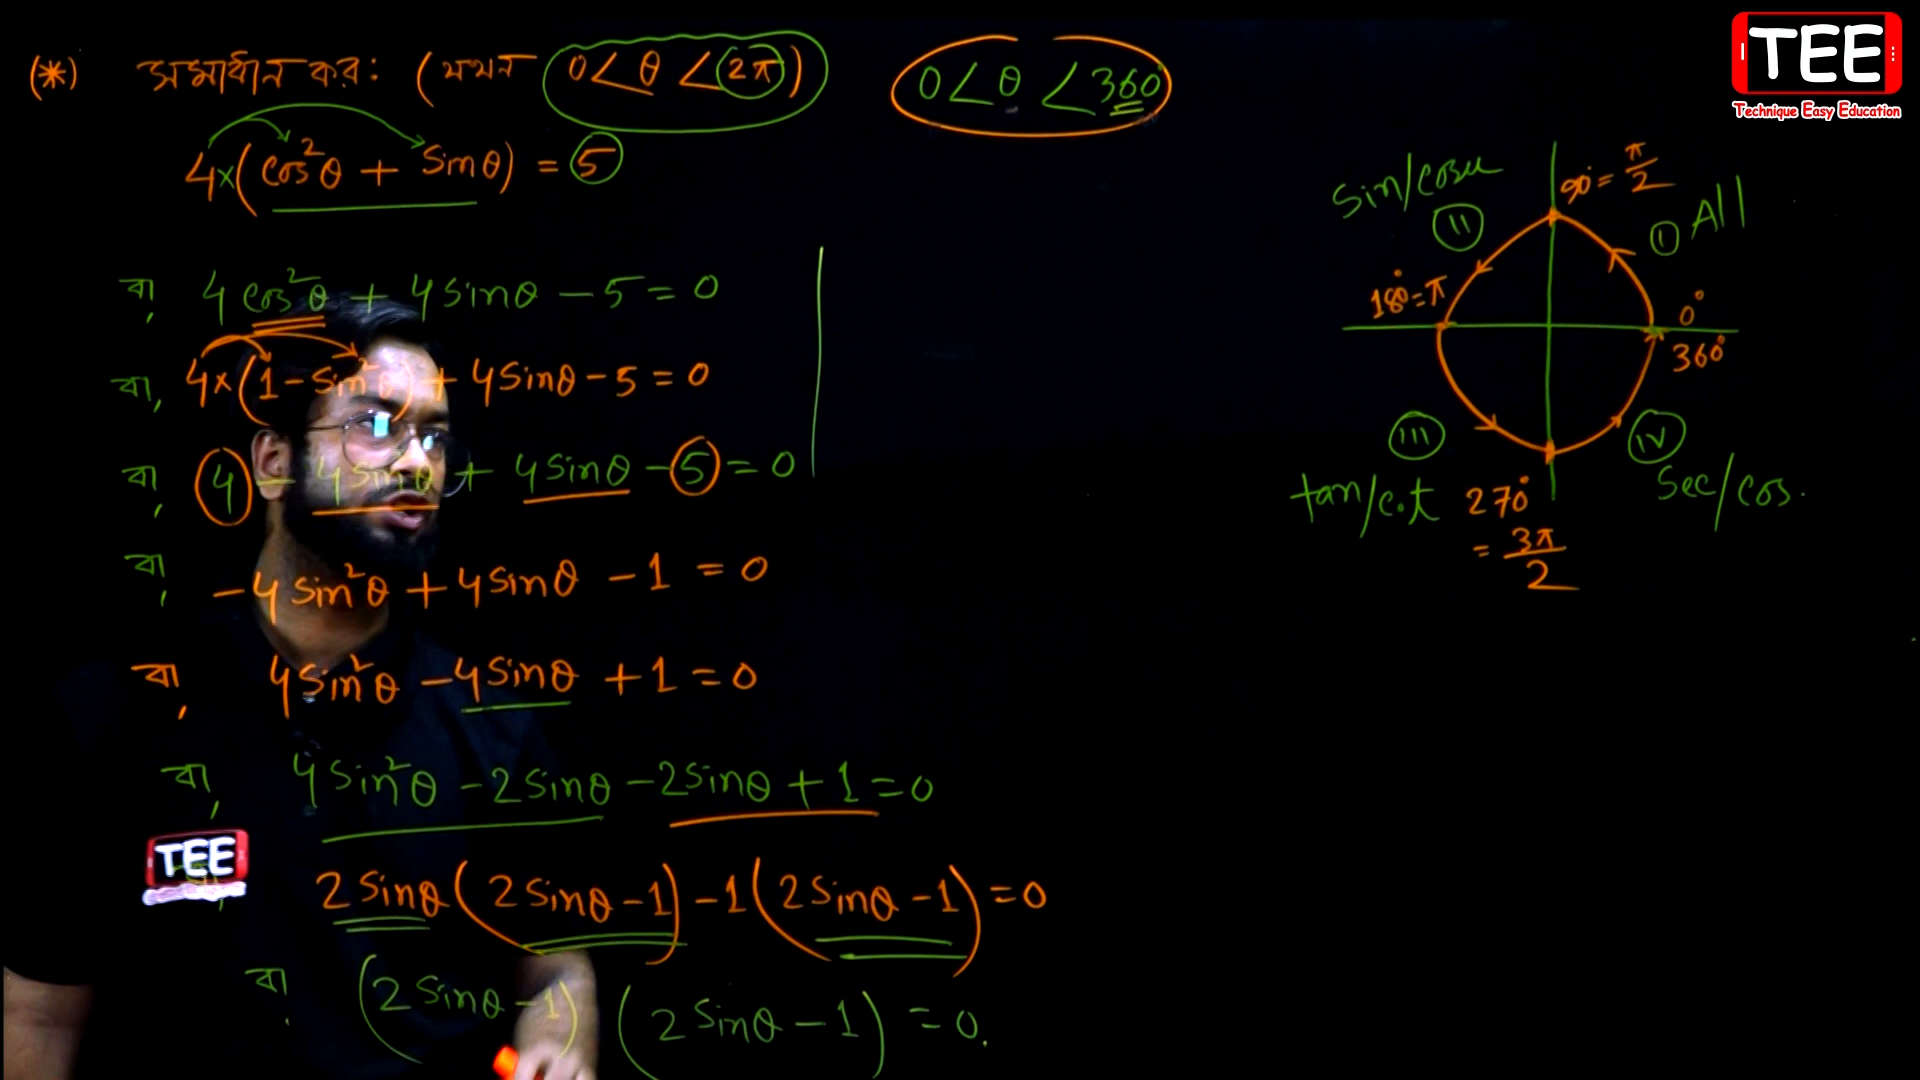 (*) সমাধান কর: (যখন 0 < θ < 2π) 0 < θ < 360°
4×(cos²θ + sinθ) = 5
বা, 4cos²θ + 4sinθ − 5 = 0
বা, 4×(1 − sin²θ) + 4sinθ − 5 = 0
বা, 4 − 4sin²θ + 4sinθ − 5 = 0
বা, −4sin²θ + 4sinθ − 1 = 0
বা, 4sin²θ − 4sinθ + 1 = 0
বা, 4sin²θ − 2sinθ − 2sinθ + 1 = 0
2sinθ(2sinθ − 1) − 1(2sinθ − 1) = 0
বা, (2sinθ − 1) (2sinθ − 1) = 0.
TEE
Technique Easy Education
90° = π/2
sin/cosec
II
I All
180° = π
0°
360°
III
IV
tan/cot
sec/cos.
270°
= 3π/2
TEE